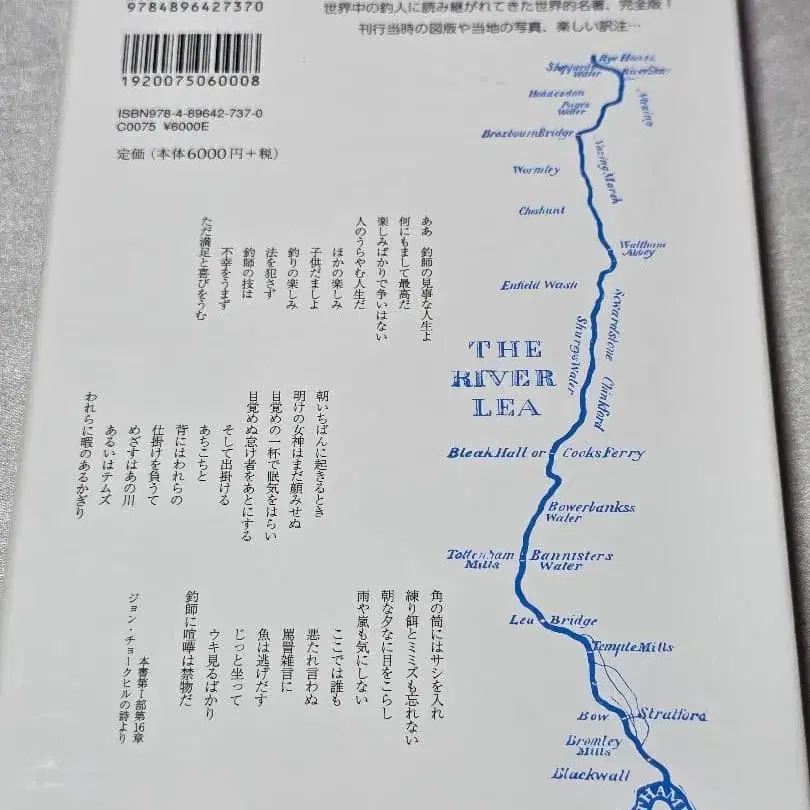 9784896427370
1920075060008
ISBN978-4-89642-737-0
C0075 ¥6000E
定価(本体6000円+税)
世界中の釣人に読み継がれてきた世界的名著、完全版!
刊行当時の図版や当地の写真、楽しい訳注…
ああ 釣師の見事な人生よ
何にもまして最高だ
楽しみばかりで争いはない
人のうらやむ人生だ
ほかの楽しみ
子供だましよ
釣りの楽しみ
法を犯さず
釣師の技は
不幸をうまず
ただ満足と喜びをうむ
朝いちばんに起きるとき
明けの女神はまだ顔みせぬ
目覚めの一杯で眠気をはらい
目覚めぬ怠け者をあとにする
そして出掛ける
あちこちと
背にはわれらの
仕掛けを負うて
めざすはあの川
あるいはテムズ
われらに暇のあるかぎり
角の筒にはサシを入れ
練り餌とミミズも忘れない
朝な夕なに目をこらし
雨や嵐も気にしない
ここでは誰も
悪たれ言わぬ
罵詈雑言に
魚は逃げだす
じっと坐って
ウキ見るばかり
釣師に喧嘩は禁物だ
本書第Ⅰ部第16章
ジョン・チョークヒルの詩より
Rye House
Sheppards
Water
Hoddesdon
Pages
Water
Nazing
Broxbourn Bridge
Nazing Marsh
Wormley
Cheshunt
Waltham
Abbey
Enfield Wash
Sewardstone
Shureys Water
Chinkford
THE
RIVER
LEA
Bleak Hall or Cooks Ferry
Bowerbankss
Water
Tottenham
Mills
Bannisters
Water
Lea Bridge
Temple Mills
Bow
Stratford
Bromley
Mills
Blackwall
THAM